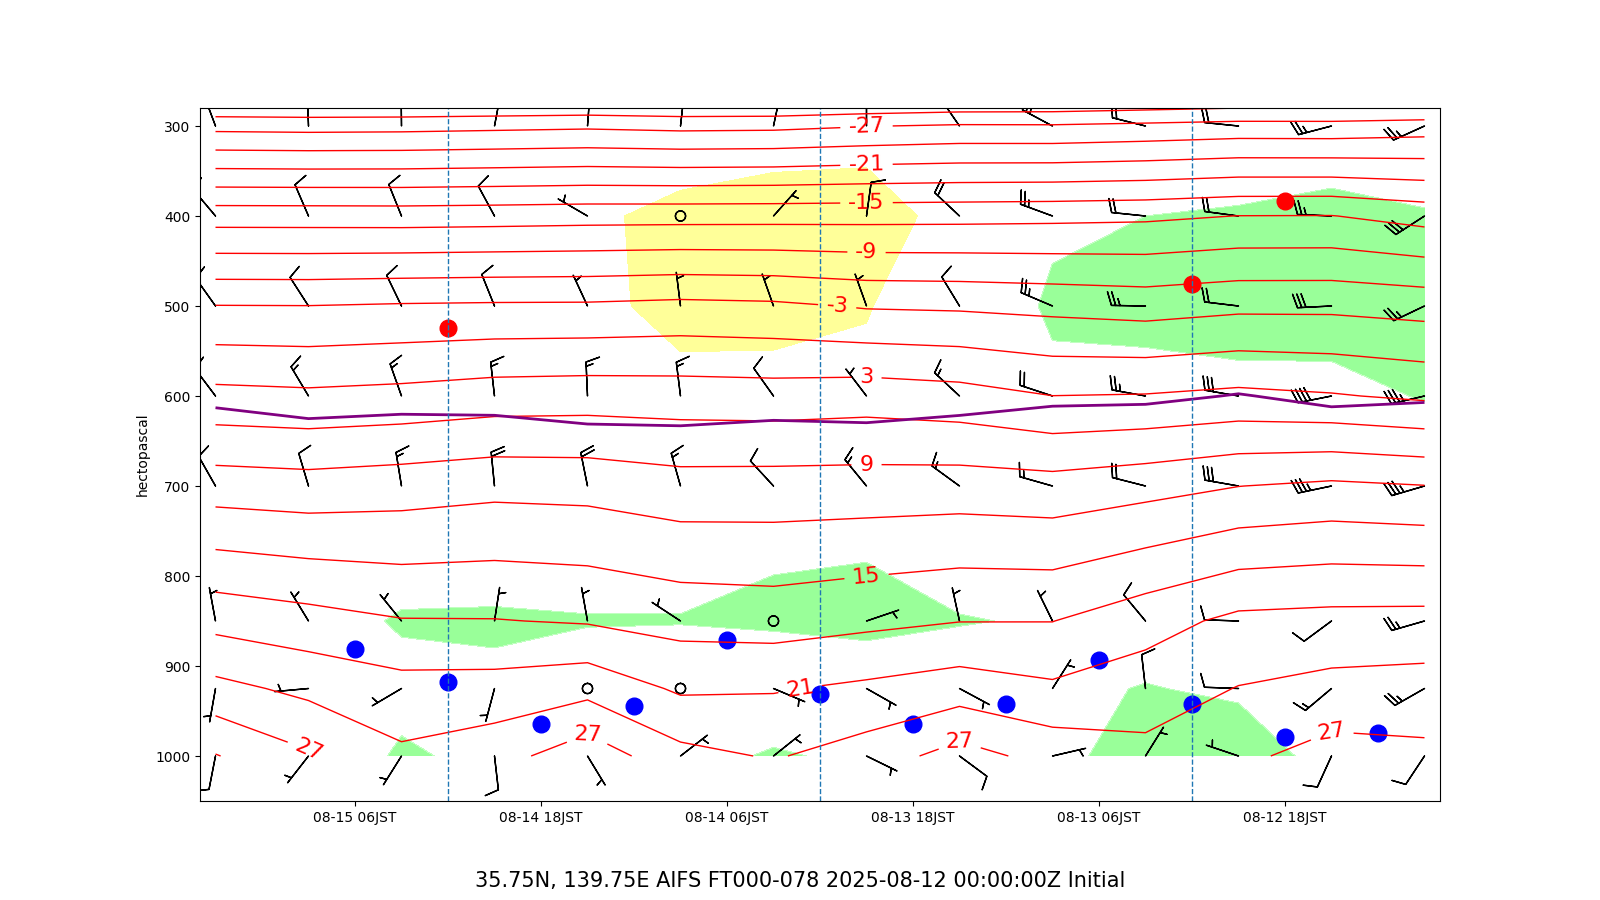 300
400
500
600
700
800
900
1000
hectopascal
-27
-21
-15
-9
-3
3
9
15
21
27
27
27
27
08-15 06JST
08-14 18JST
08-14 06JST
08-13 18JST
08-13 06JST
08-12 18JST
35.75N, 139.75E AIFS FT000-078 2025-08-12 00:00:00Z Initial